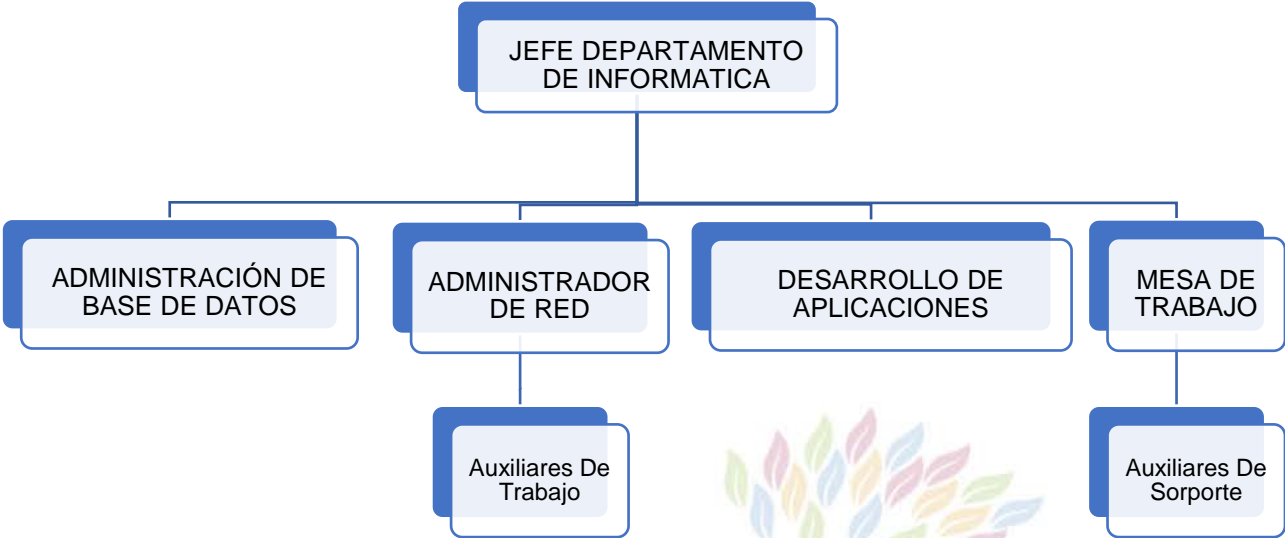 JEFE DEPARTAMENTO
DE INFORMATICA
ADMINISTRACIÓN DE
BASE DE DATOS
ADMINISTRADOR
DE RED
DESARROLLO DE
APLICACIONES
MESA DE
TRABAJO
Auxiliares De
Trabajo
Auxiliares De
Sorporte